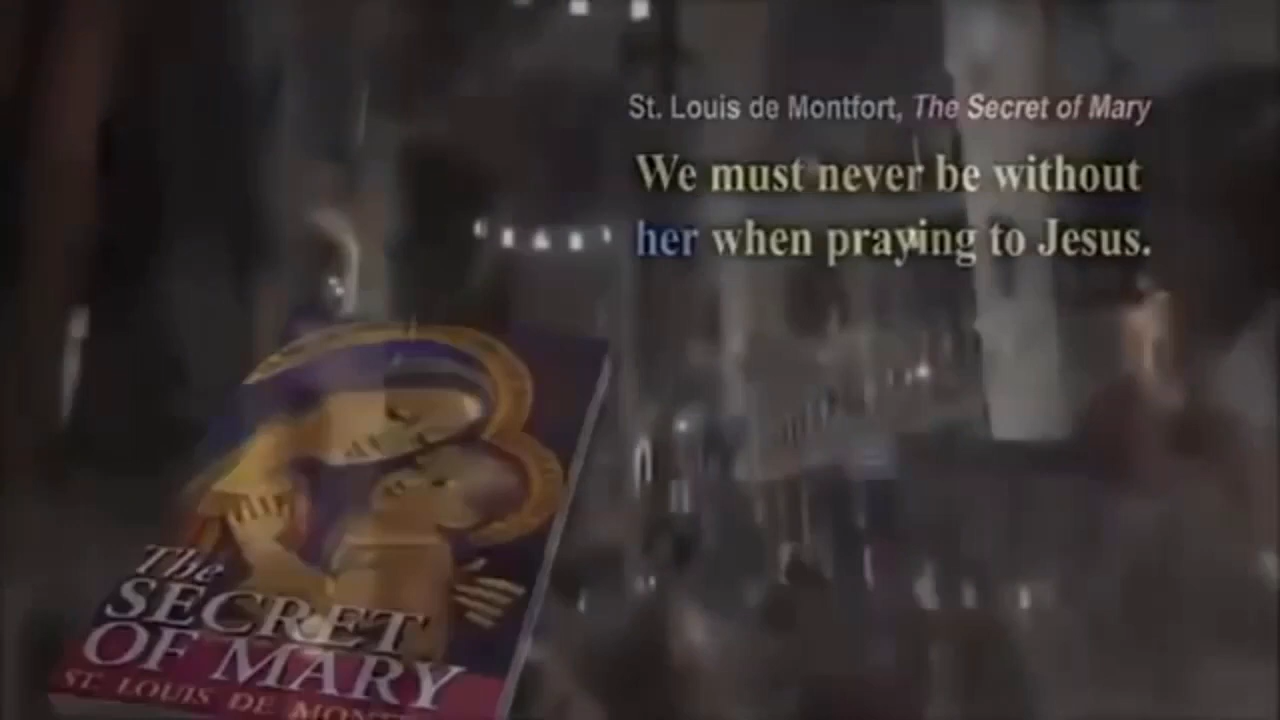 St. Louis de Montfort, The Secret of Mary
We must never be without
her when praying to Jesus.
The
SECRET
OF MARY
ST. LOUIS DE